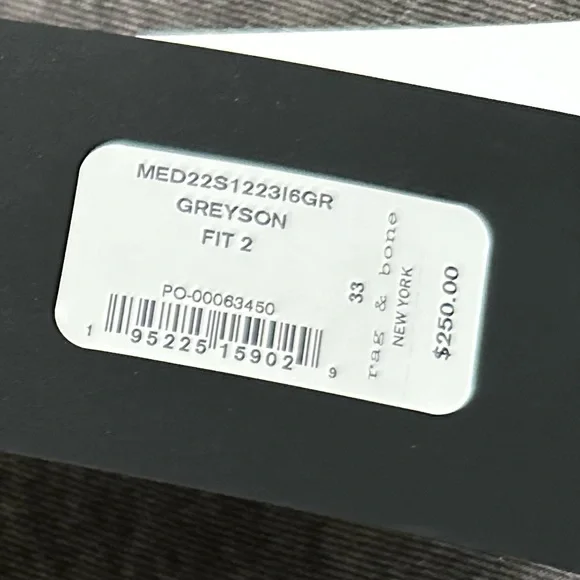 MED22S1223I6GR
GREYSON
FIT 2
PO-00063450
1 95225 15902 9
33
rag & bone
NEW YORK
$250.00